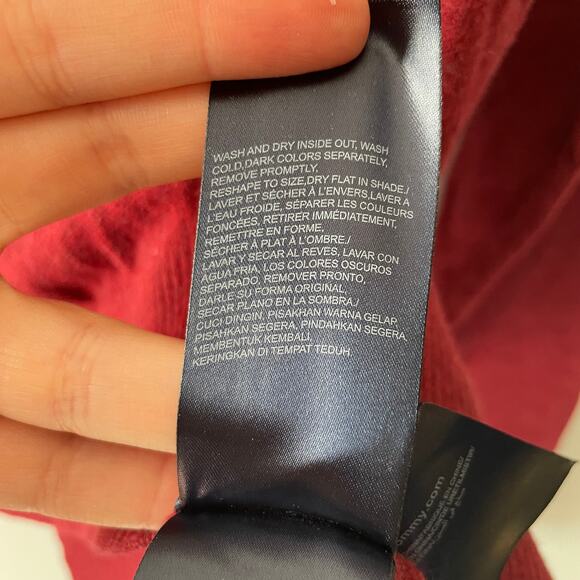 WASH AND DRY INSIDE OUT, WASH
COLD,DARK COLORS SEPARATELY,
REMOVE PROMPTLY,
RESHAPE TO SIZE,DRY FLAT IN SHADE./
LAVER ET SÉCHER À L'ENVERS,LAVER A
L'EAU FROIDE, SÉPARER LES COULEURS
FONCÉES, RETIRER IMMÉDIATEMENT,
REMETTRE EN FORME,
SÉCHER À PLAT À L'OMBRE./
LAVAR Y SECAR AL REVES, LAVAR CON
AGUA FRIA, LOS COLORES OSCUROS
SEPARADO, REMOVER PRONTO,
DARLE SU FORMA ORIGINAL,
SECAR PLANO EN LA SOMBRA./
CUCI DINGIN, PISAKHAN WARNA GELAP,
PISAHKAN SEGERA, PINDAHKAN SEGERA,
MEMBENTUK KEMBALI,
KERINGKAN DI TEMPAT TEDUH.
ommy.com